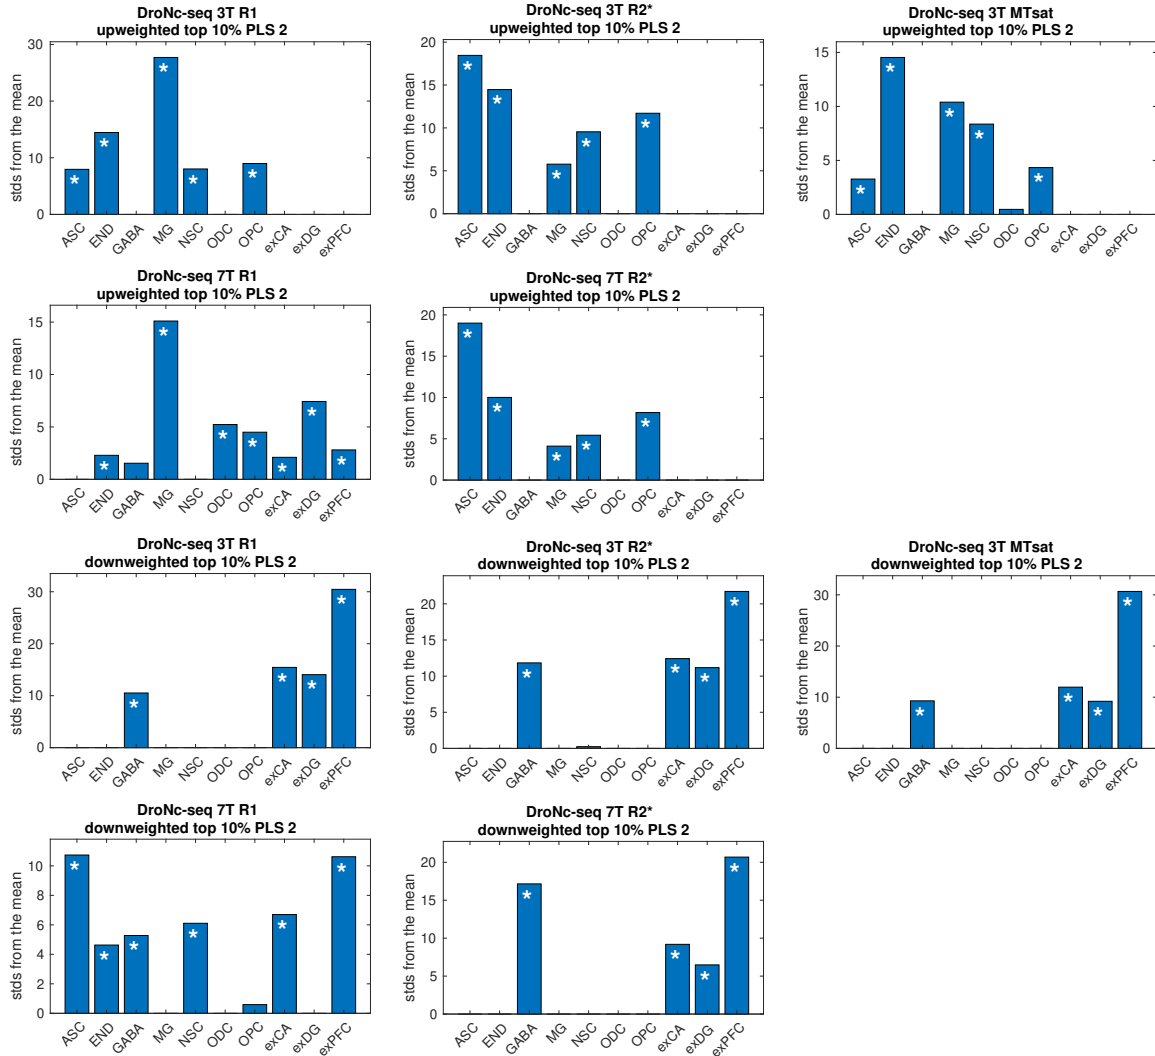 DroNc-seq 3T R1
upweighted top 10% PLS 2
stds from the mean
30
20
10
0
* * * * *
ASC END GABA MG NSC ODC OPC exCA exDG exPFC
DroNc-seq 3T R2*
upweighted top 10% PLS 2
stds from the mean
20
15
10
5
0
* * * * *
ASC END GABA MG NSC ODC OPC exCA exDG exPFC
DroNc-seq 3T MTsat
upweighted top 10% PLS 2
stds from the mean
15
10
5
0
* * * * *
ASC END GABA MG NSC ODC OPC exCA exDG exPFC
DroNc-seq 7T R1
upweighted top 10% PLS 2
stds from the mean
15
10
5
0
* * * * * * *
ASC END GABA MG NSC ODC OPC exCA exDG exPFC
DroNc-seq 7T R2*
upweighted top 10% PLS 2
stds from the mean
20
15
10
5
0
* * * * *
ASC END GABA MG NSC ODC OPC exCA exDG exPFC
DroNc-seq 3T R1
downweighted top 10% PLS 2
stds from the mean
30
20
10
0
* * * *
ASC END GABA MG NSC ODC OPC exCA exDG exPFC
DroNc-seq 3T R2*
downweighted top 10% PLS 2
stds from the mean
20
15
10
5
0
* * * *
ASC END GABA MG NSC ODC OPC exCA exDG exPFC
DroNc-seq 3T MTsat
downweighted top 10% PLS 2
stds from the mean
30
20
10
0
* * * *
ASC END GABA MG NSC ODC OPC exCA exDG exPFC
DroNc-seq 7T R1
downweighted top 10% PLS 2
stds from the mean
10
8
6
4
2
0
* * * * * *
ASC END GABA MG NSC ODC OPC exCA exDG exPFC
DroNc-seq 7T R2*
downweighted top 10% PLS 2
stds from the mean
20
15
10
5
0
* * * *
ASC END GABA MG NSC ODC OPC exCA exDG exPFC